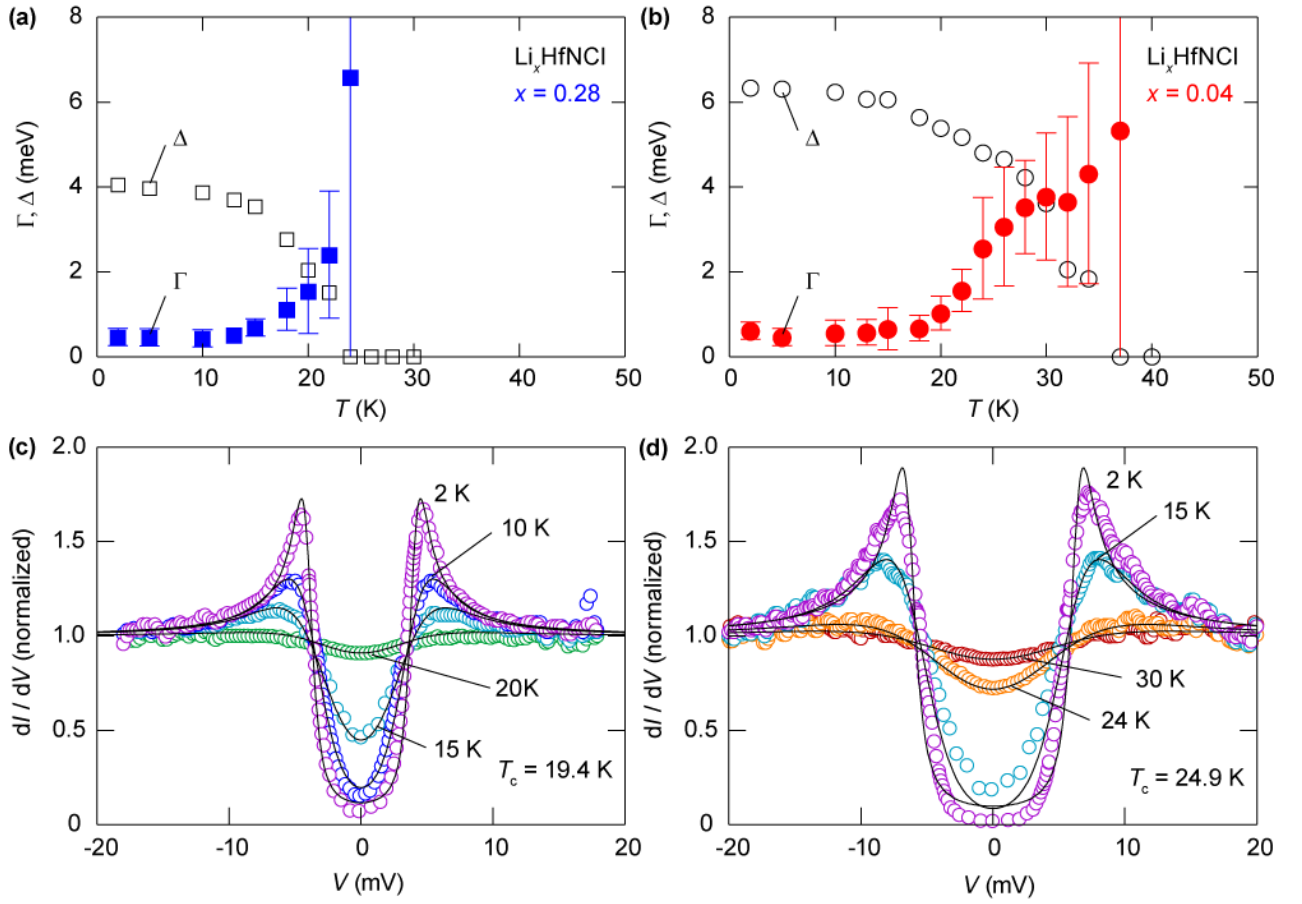 (a)
8
6
4
2
0
Γ, Δ (meV)
Δ
Γ
LixHfNCl
x = 0.28
0 10 20 30 40 50
T (K)
(b)
8
6
4
2
0
Γ, Δ (meV)
Δ
Γ
LixHfNCl
x = 0.04
0 10 20 30 40 50
T (K)
(c)
2.0
1.5
1.0
0.5
0
dI / dV (normalized)
2 K
10 K
20K
15 K
Tc = 19.4 K
-20 -10 0 10 20
V (mV)
(d)
2.0
1.5
1.0
0.5
0
dI / dV (normalized)
2 K
15 K
30 K
24 K
Tc = 24.9 K
-20 -10 0 10 20
V (mV)